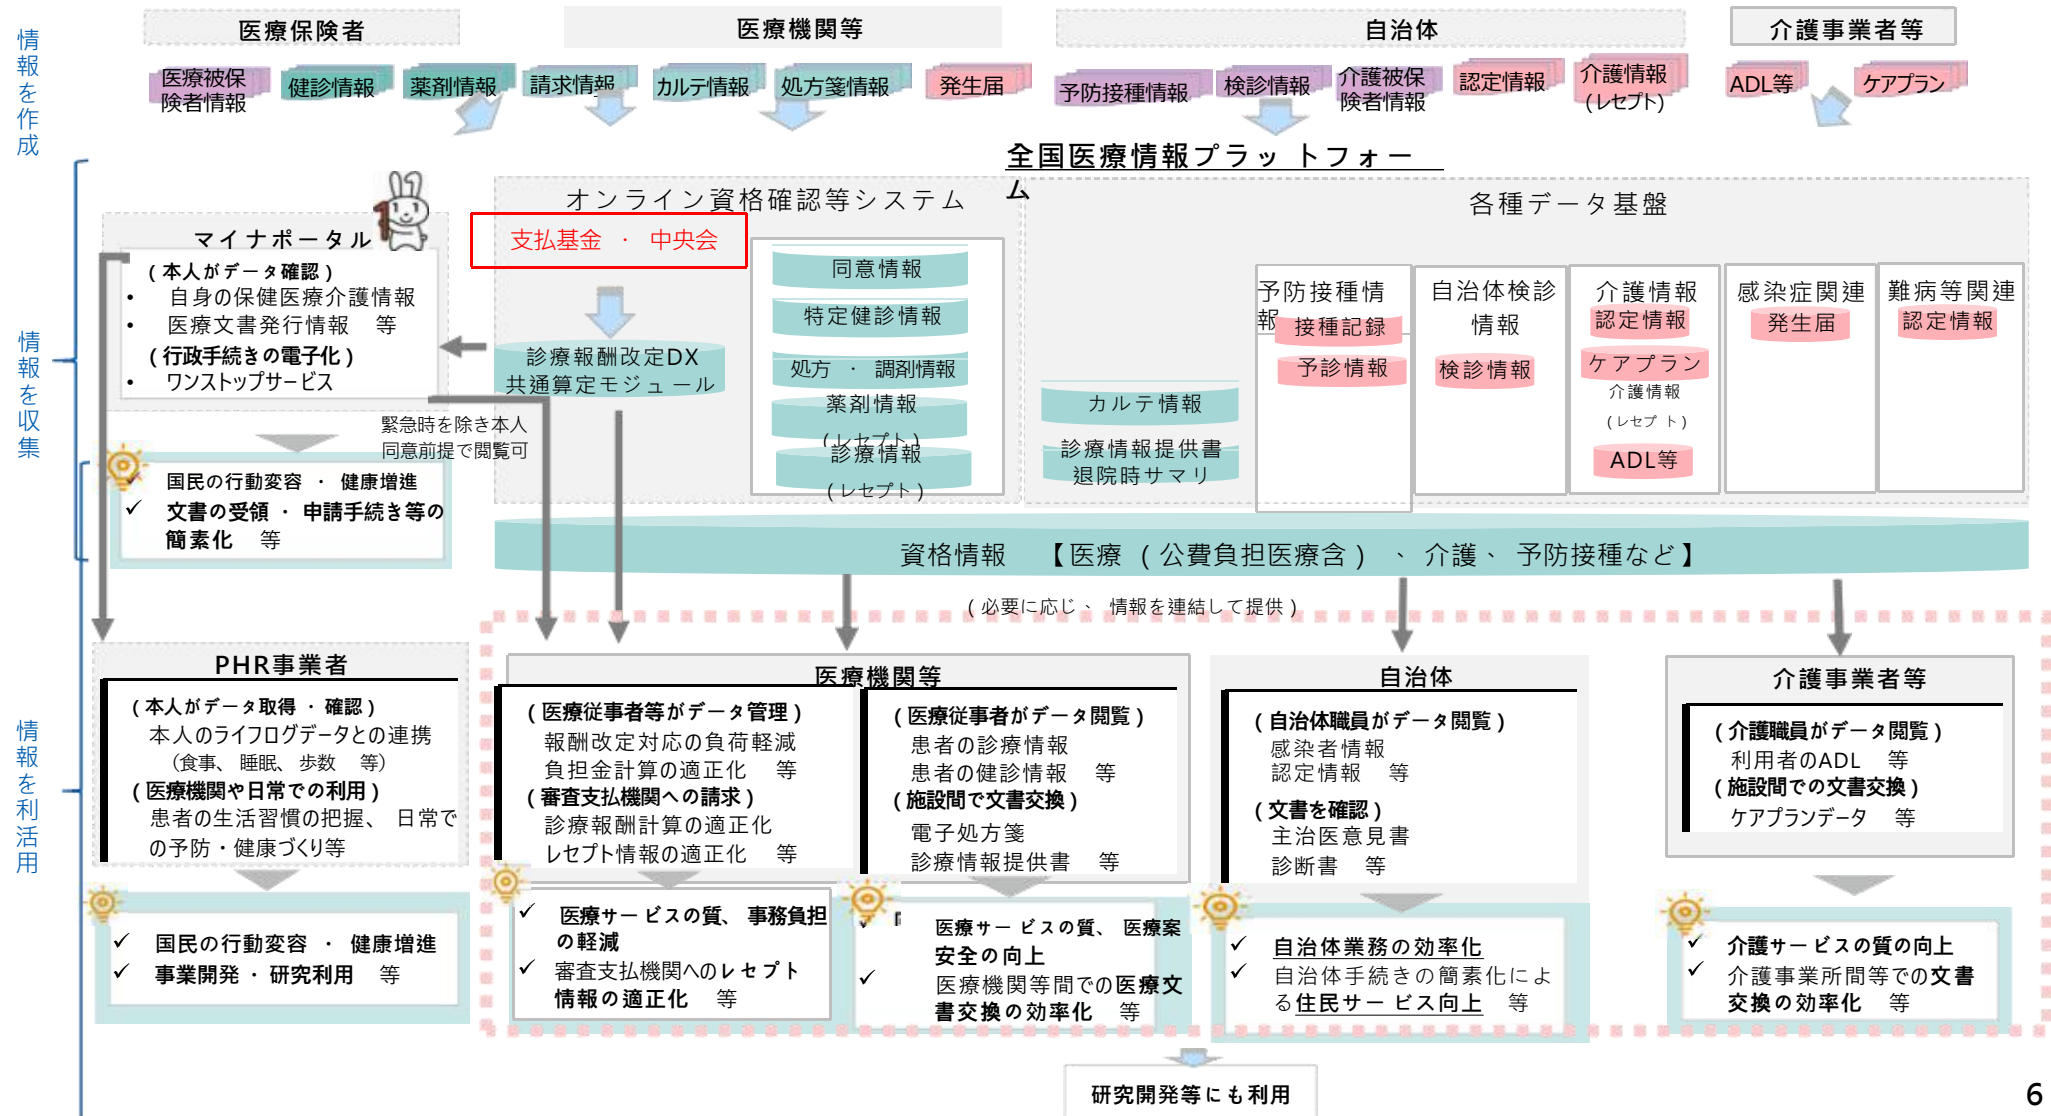 医療保険者
医療機関等
自治体
介護事業者等
情報を作成
医療被保
険者情報
健診情報
薬剤情報
請求情報
カルテ情報
処方箋情報
発生届
予防接種情報
検診情報
介護被保
険者情報
認定情報
介護情報
(レセプト)
ADL等
ケアプラン
全国医療情報プラットフォー
ム
オンライン資格確認等システム
各種データ基盤
情報を収集
マイナポータル
(本人がデータ確認)
• 自身の保健医療介護情報
• 医療文書発行情報 等
(行政手続きの電子化)
• ワンストップサービス
支払基金 ・ 中央会
診療報酬改定DX
共通算定モジュール
同意情報
特定健診情報
処方 ・ 調剤情報
薬剤情報
(レセプト)
診療情報
(レセプト)
カルテ情報
診療情報提供書
退院時サマリ
予防接種情
報
接種記録
予診情報
自治体検診
情報
検診情報
介護情報
認定情報
ケアプラン
介護情報
(レセプト)
ADL等
感染症関連
発生届
難病等関連
認定情報
緊急時を除き本人
同意前提で閲覧可
✓ 国民の行動変容 ・ 健康増進
✓ 文書の受領 ・ 申請手続き等の
簡素化 等
資格情報 【医療 (公費負担医療含) 、介護、予防接種など】
(必要に応じ、情報を連結して提供)
情報を利活用
PHR事業者
(本人がデータ取得 ・ 確認)
本人のライフログデータとの連携
(食事、睡眠、歩数 等)
(医療機関や日常での利用)
患者の生活習慣の把握、日常で
の予防・健康づくり等
✓ 国民の行動変容 ・ 健康増進
✓ 事業開発・研究利用 等
医療機関等
(医療従事者等がデータ管理)
報酬改定対応の負荷軽減
負担金計算の適正化 等
(審査支払機関への請求)
診療報酬計算の適正化
レセプト情報の適正化 等
(医療従事者がデータ閲覧)
患者の診療情報
患者の健診情報 等
(施設間で文書交換)
電子処方箋
診療情報提供書 等
✓ 医療サービスの質、事務負担
の軽減
✓ 審査支払機関へのレセプト
情報の適正化 等
✓ 医療サービスの質、医療案
安全の向上
✓ 医療機関等間での医療文
書交換の効率化 等
自治体
(自治体職員がデータ閲覧)
感染者情報
認定情報 等
(文書を確認)
主治医意見書
診断書 等
✓ 自治体業務の効率化
✓ 自治体手続きの簡素化によ
る住民サービス向上 等
介護事業者等
(介護職員がデータ閲覧)
利用者のADL 等
(施設間での文書交換)
ケアプランデータ 等
✓ 介護サービスの質の向上
✓ 介護事業所間等での文書
交換の効率化 等
研究開発等にも利用
6